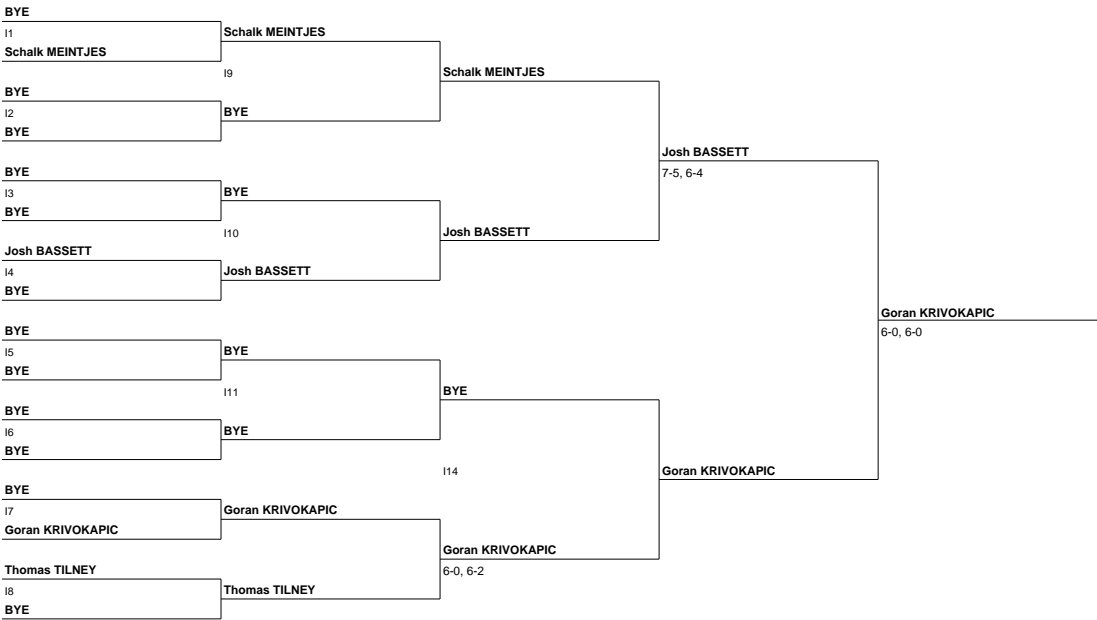 BYE
I1
Schalk MEINTJES
BYE
I2
BYE
BYE
I3
BYE
Josh BASSETT
I4
BYE
BYE
I5
BYE
BYE
I6
BYE
BYE
I7
Goran KRIVOKAPIC
Thomas TILNEY
I8
BYE
Schalk MEINTJES
I9
BYE
BYE
I10
Josh BASSETT
BYE
I11
BYE
Goran KRIVOKAPIC
Thomas TILNEY
Schalk MEINTJES
Josh BASSETT
BYE
I14
Goran KRIVOKAPIC
6-0, 6-2
Josh BASSETT
7-5, 6-4
Goran KRIVOKAPIC
Goran KRIVOKAPIC
6-0, 6-0